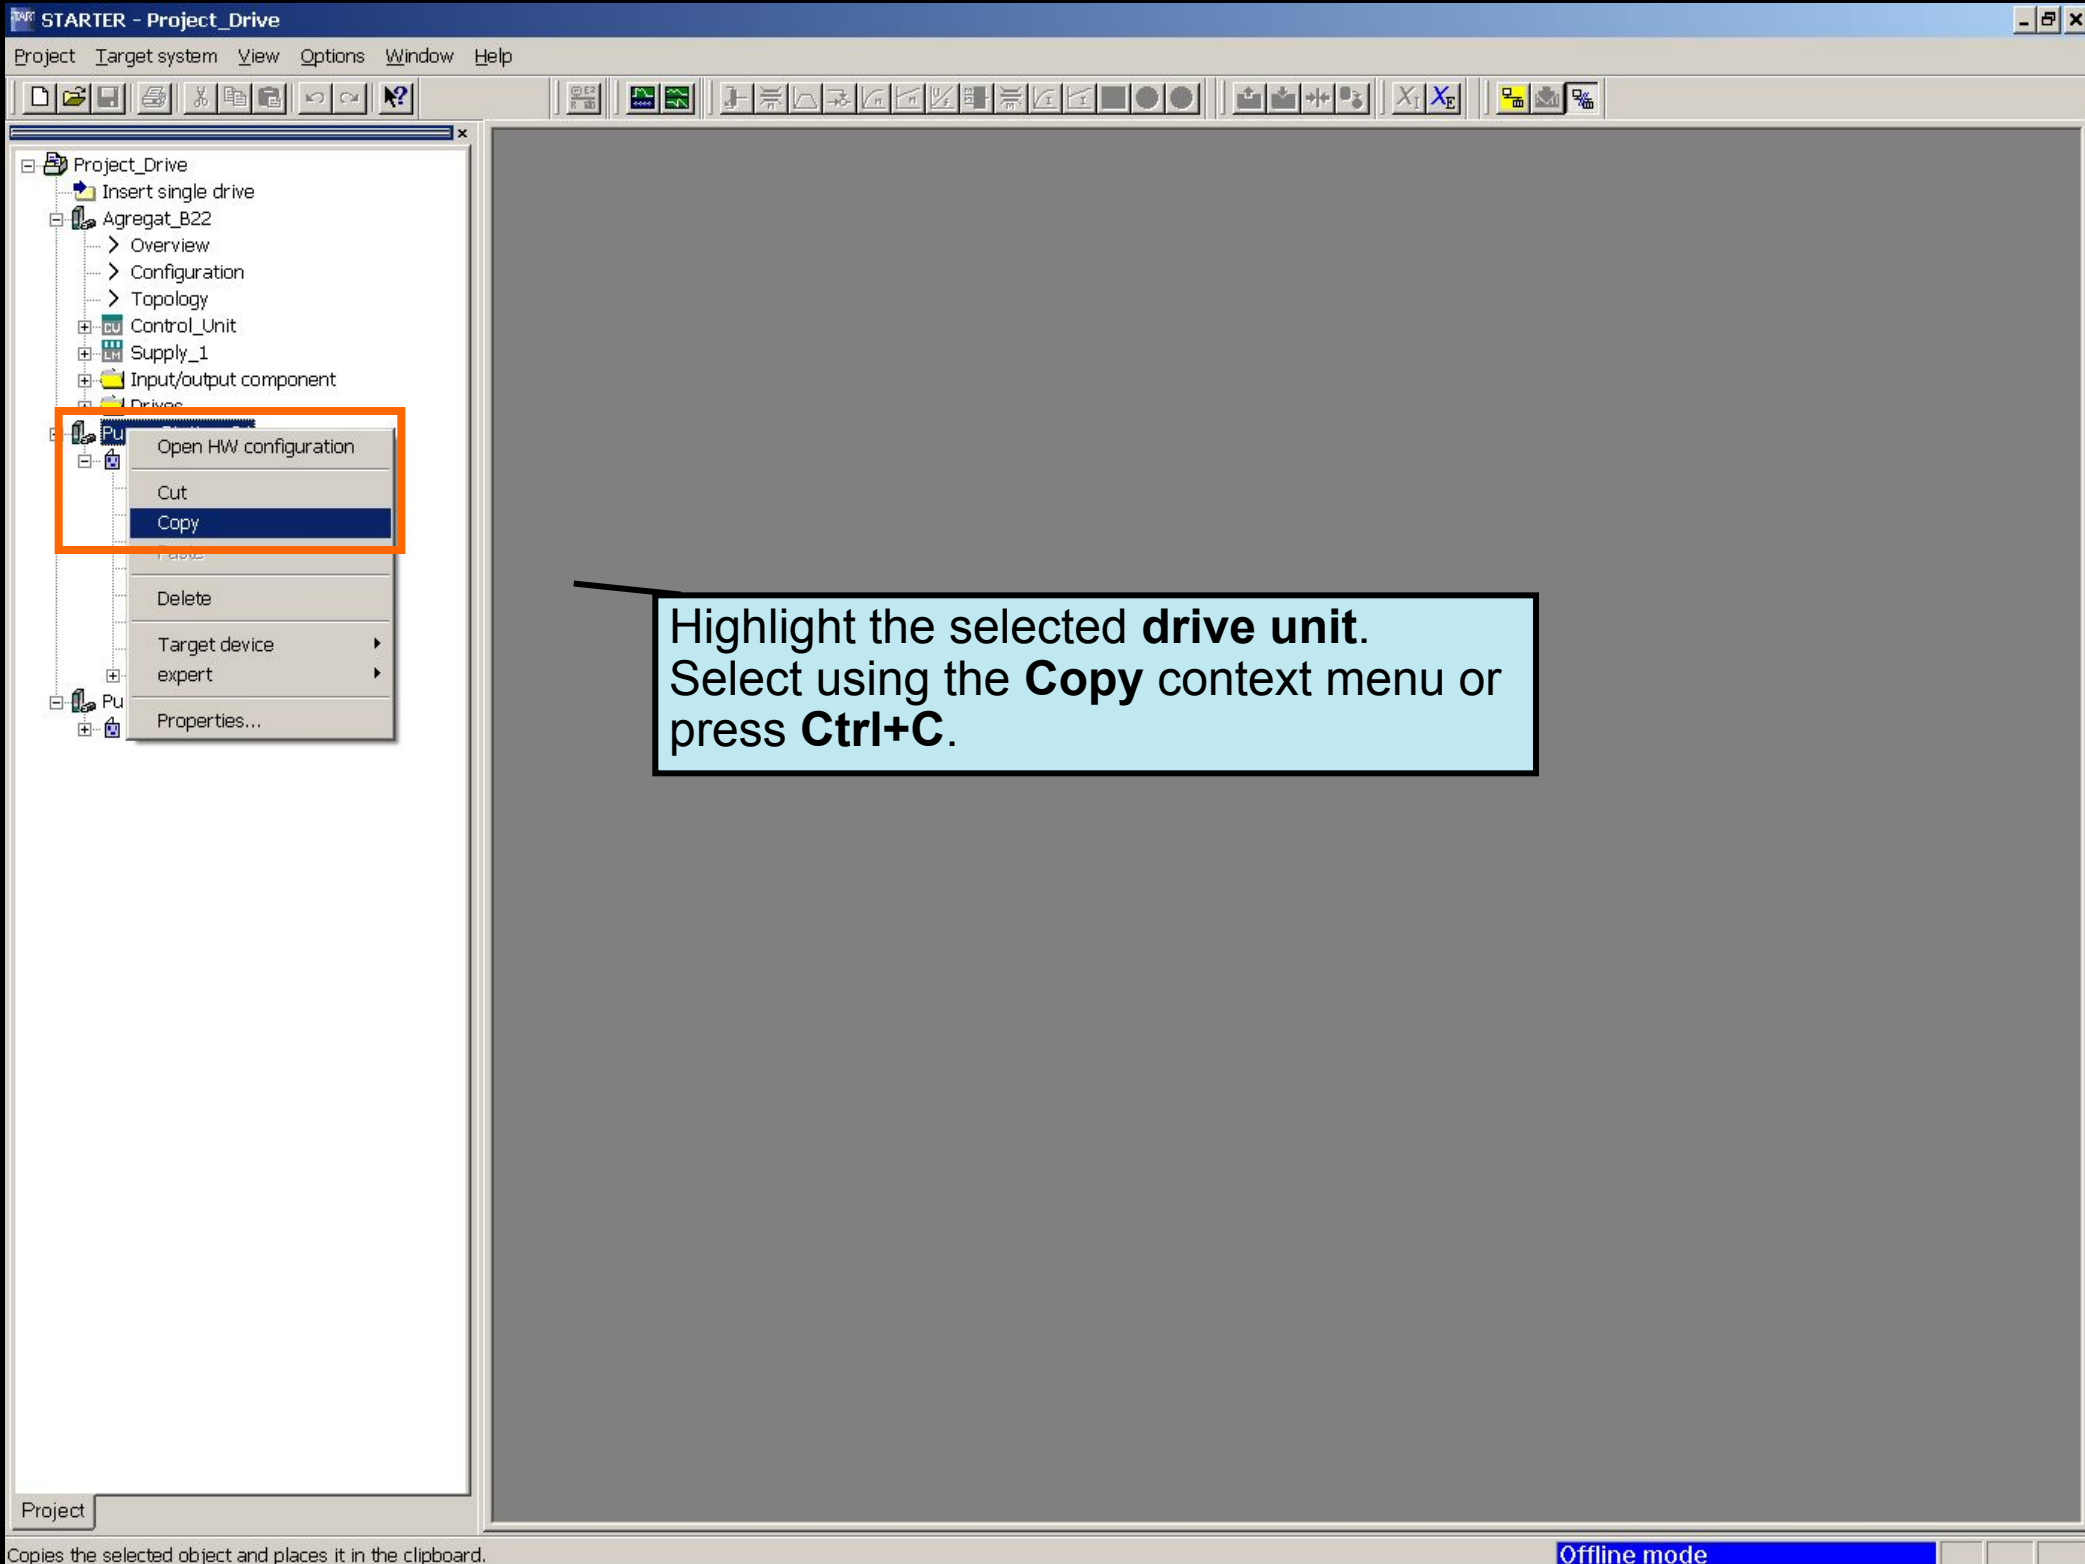 STARTER - Project_Drive
Project Target system View Options Window Help
Project_Drive
Insert single drive
Agregat_B22
Overview
Configuration
Topology
Control_Unit
Supply_1
Input/output component
Drives
Pu
Open HW configuration
Cut
Copy
Paste
Delete
Target device
expert
Pu
Properties...
Highlight the selected drive unit.
Select using the Copy context menu or
press Ctrl+C.
Project
Copies the selected object and places it in the clipboard.
Offline mode